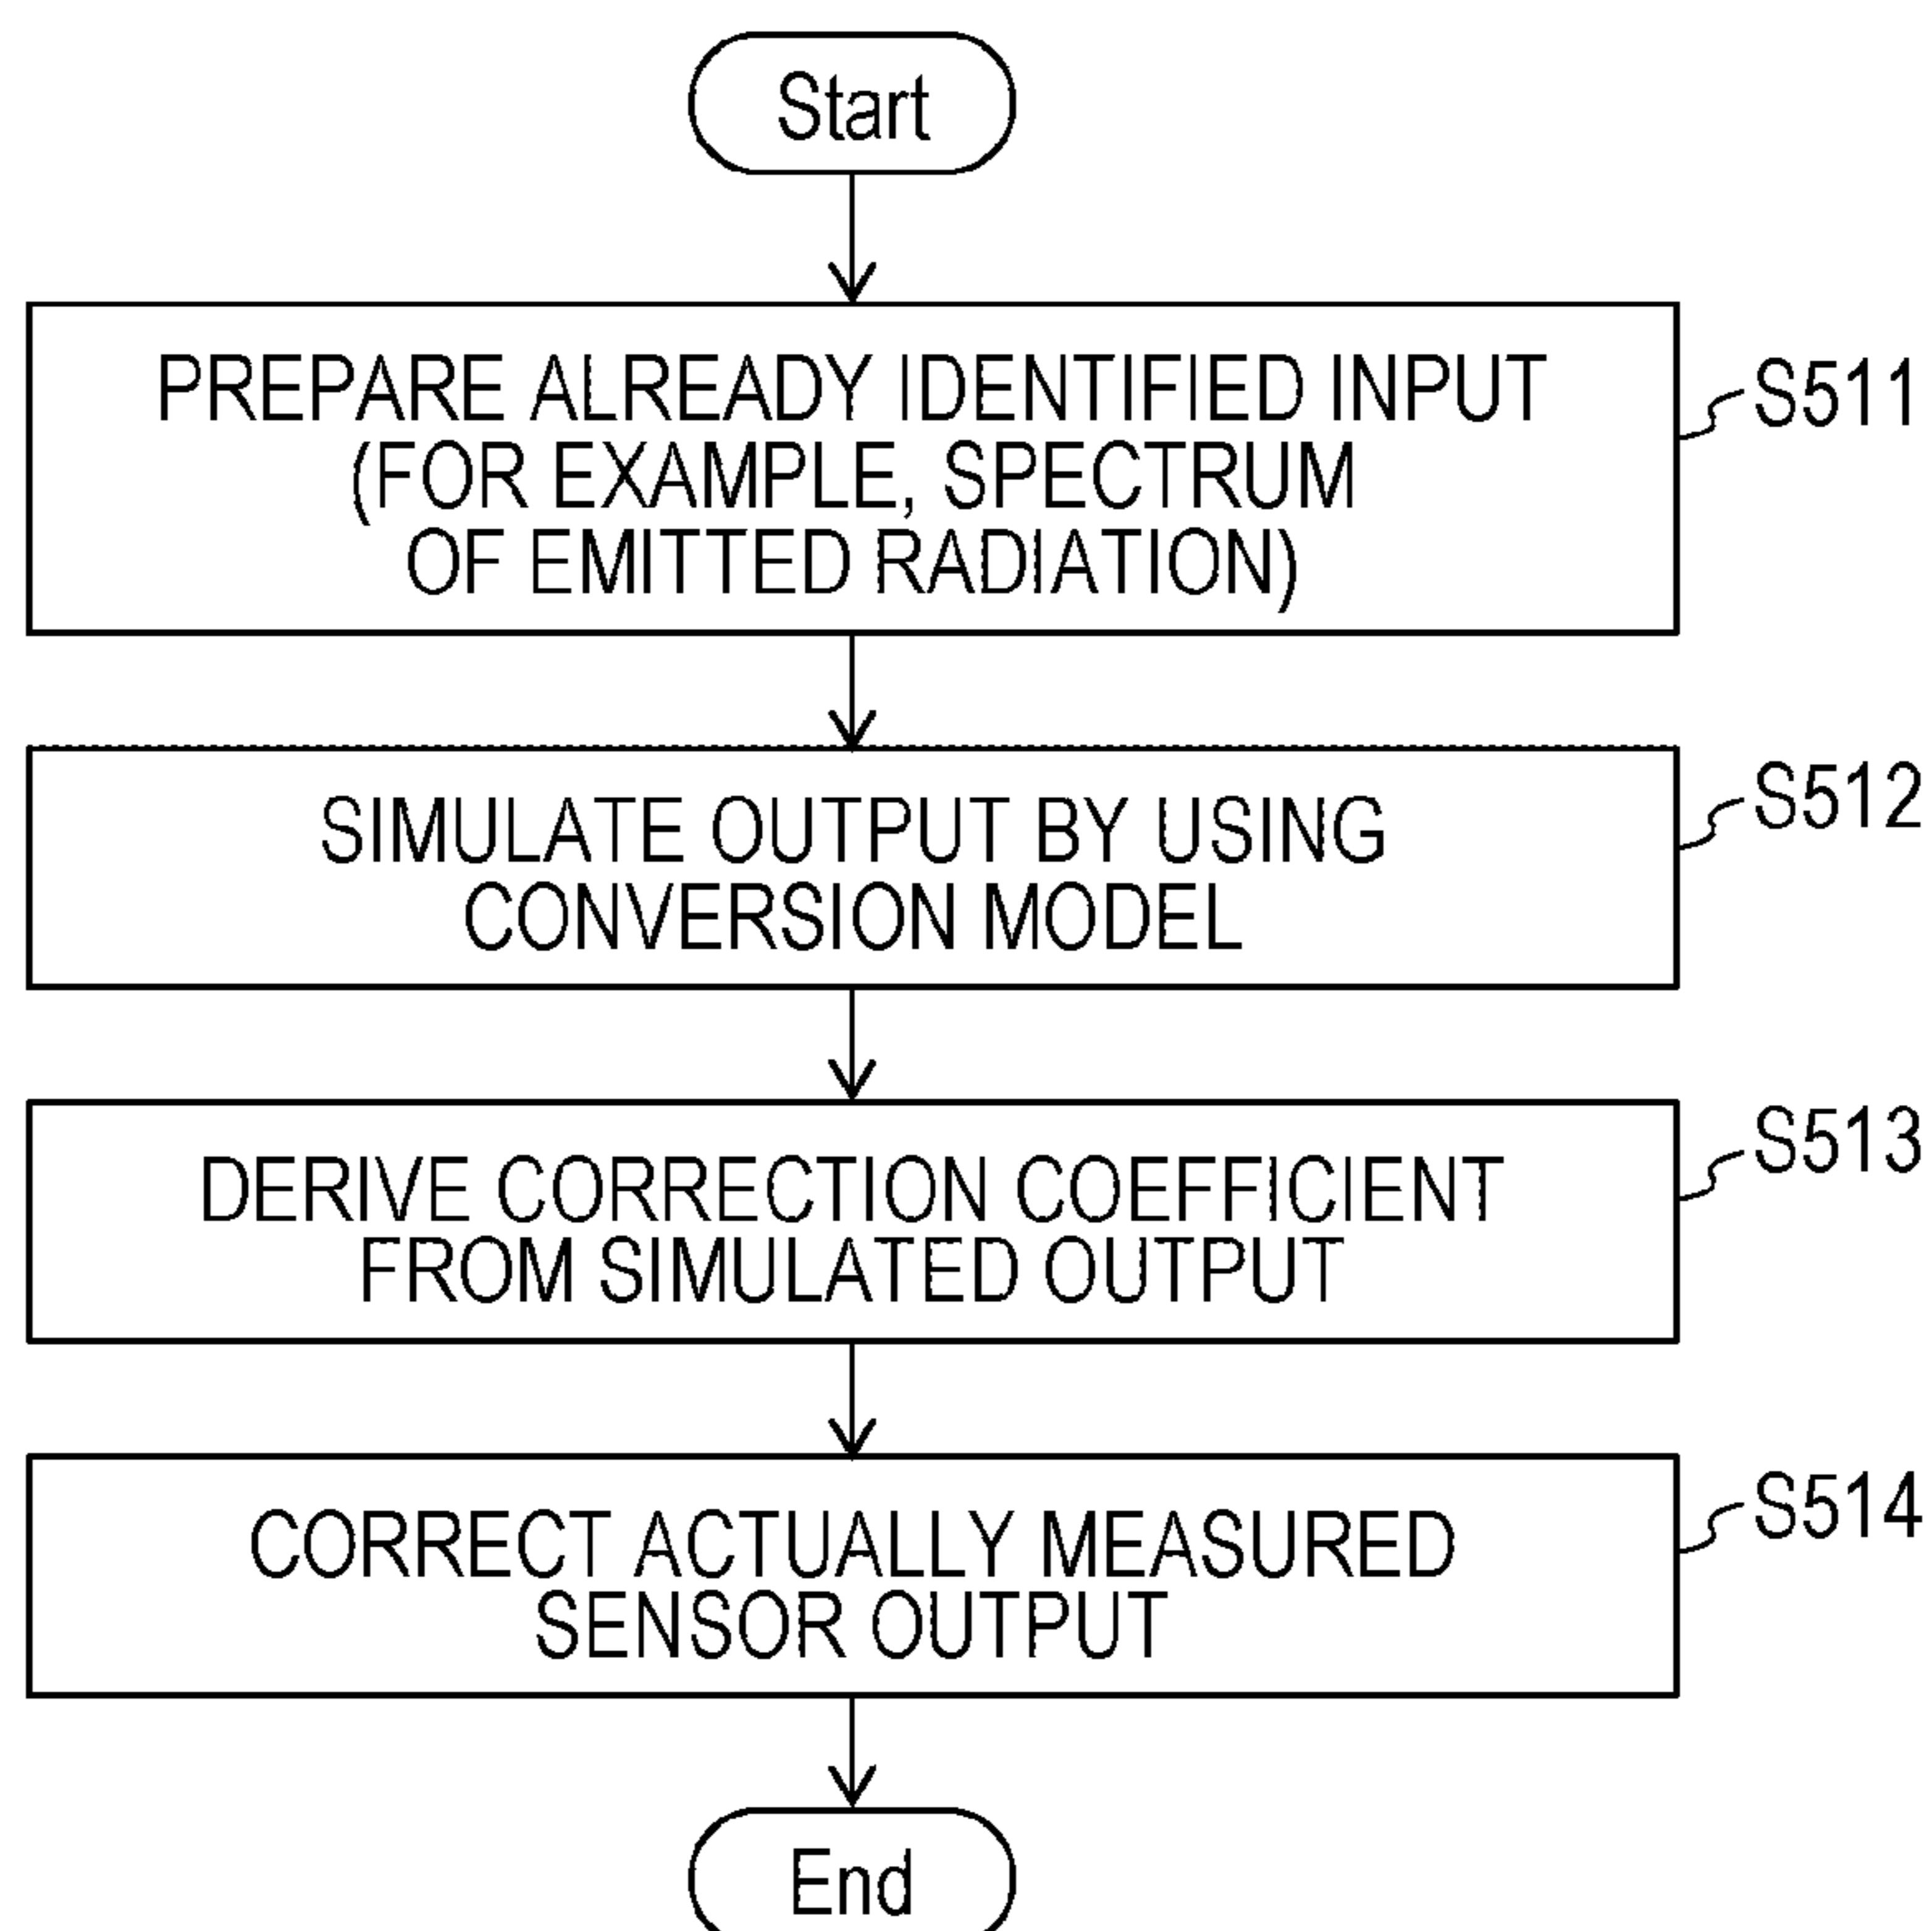 Start
PREPARE ALREADY IDENTIFIED INPUT
(FOR EXAMPLE, SPECTRUM
OF EMITTED RADIATION)
S511
SIMULATE OUTPUT BY USING
CONVERSION MODEL
S512
DERIVE CORRECTION COEFFICIENT
FROM SIMULATED OUTPUT
S513
CORRECT ACTUALLY MEASURED
SENSOR OUTPUT
S514
End